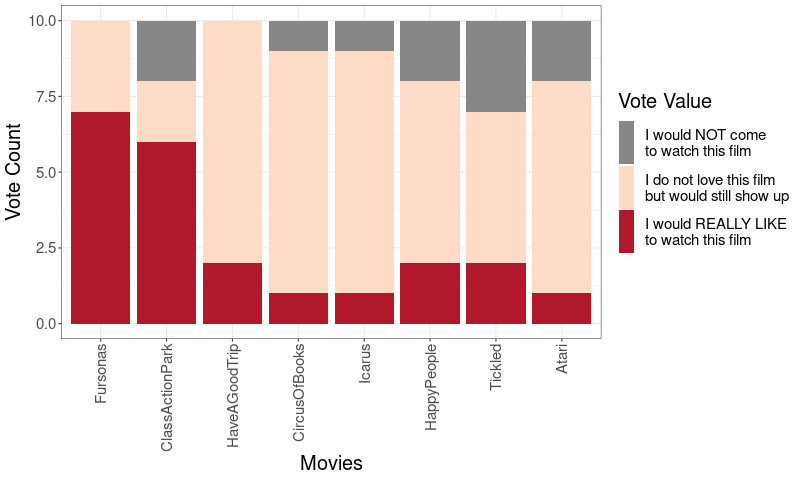 10.0
7.5
5.0
2.5
0.0
Vote Count
Fursonas
ClassActionPark
HaveAGoodTrip
CircusOfBooks
Icarus
HappyPeople
Tickled
Atari
Movies
Vote Value
I would NOT come
to watch this film
I do not love this film
but would still show up
I would REALLY LIKE
to watch this film